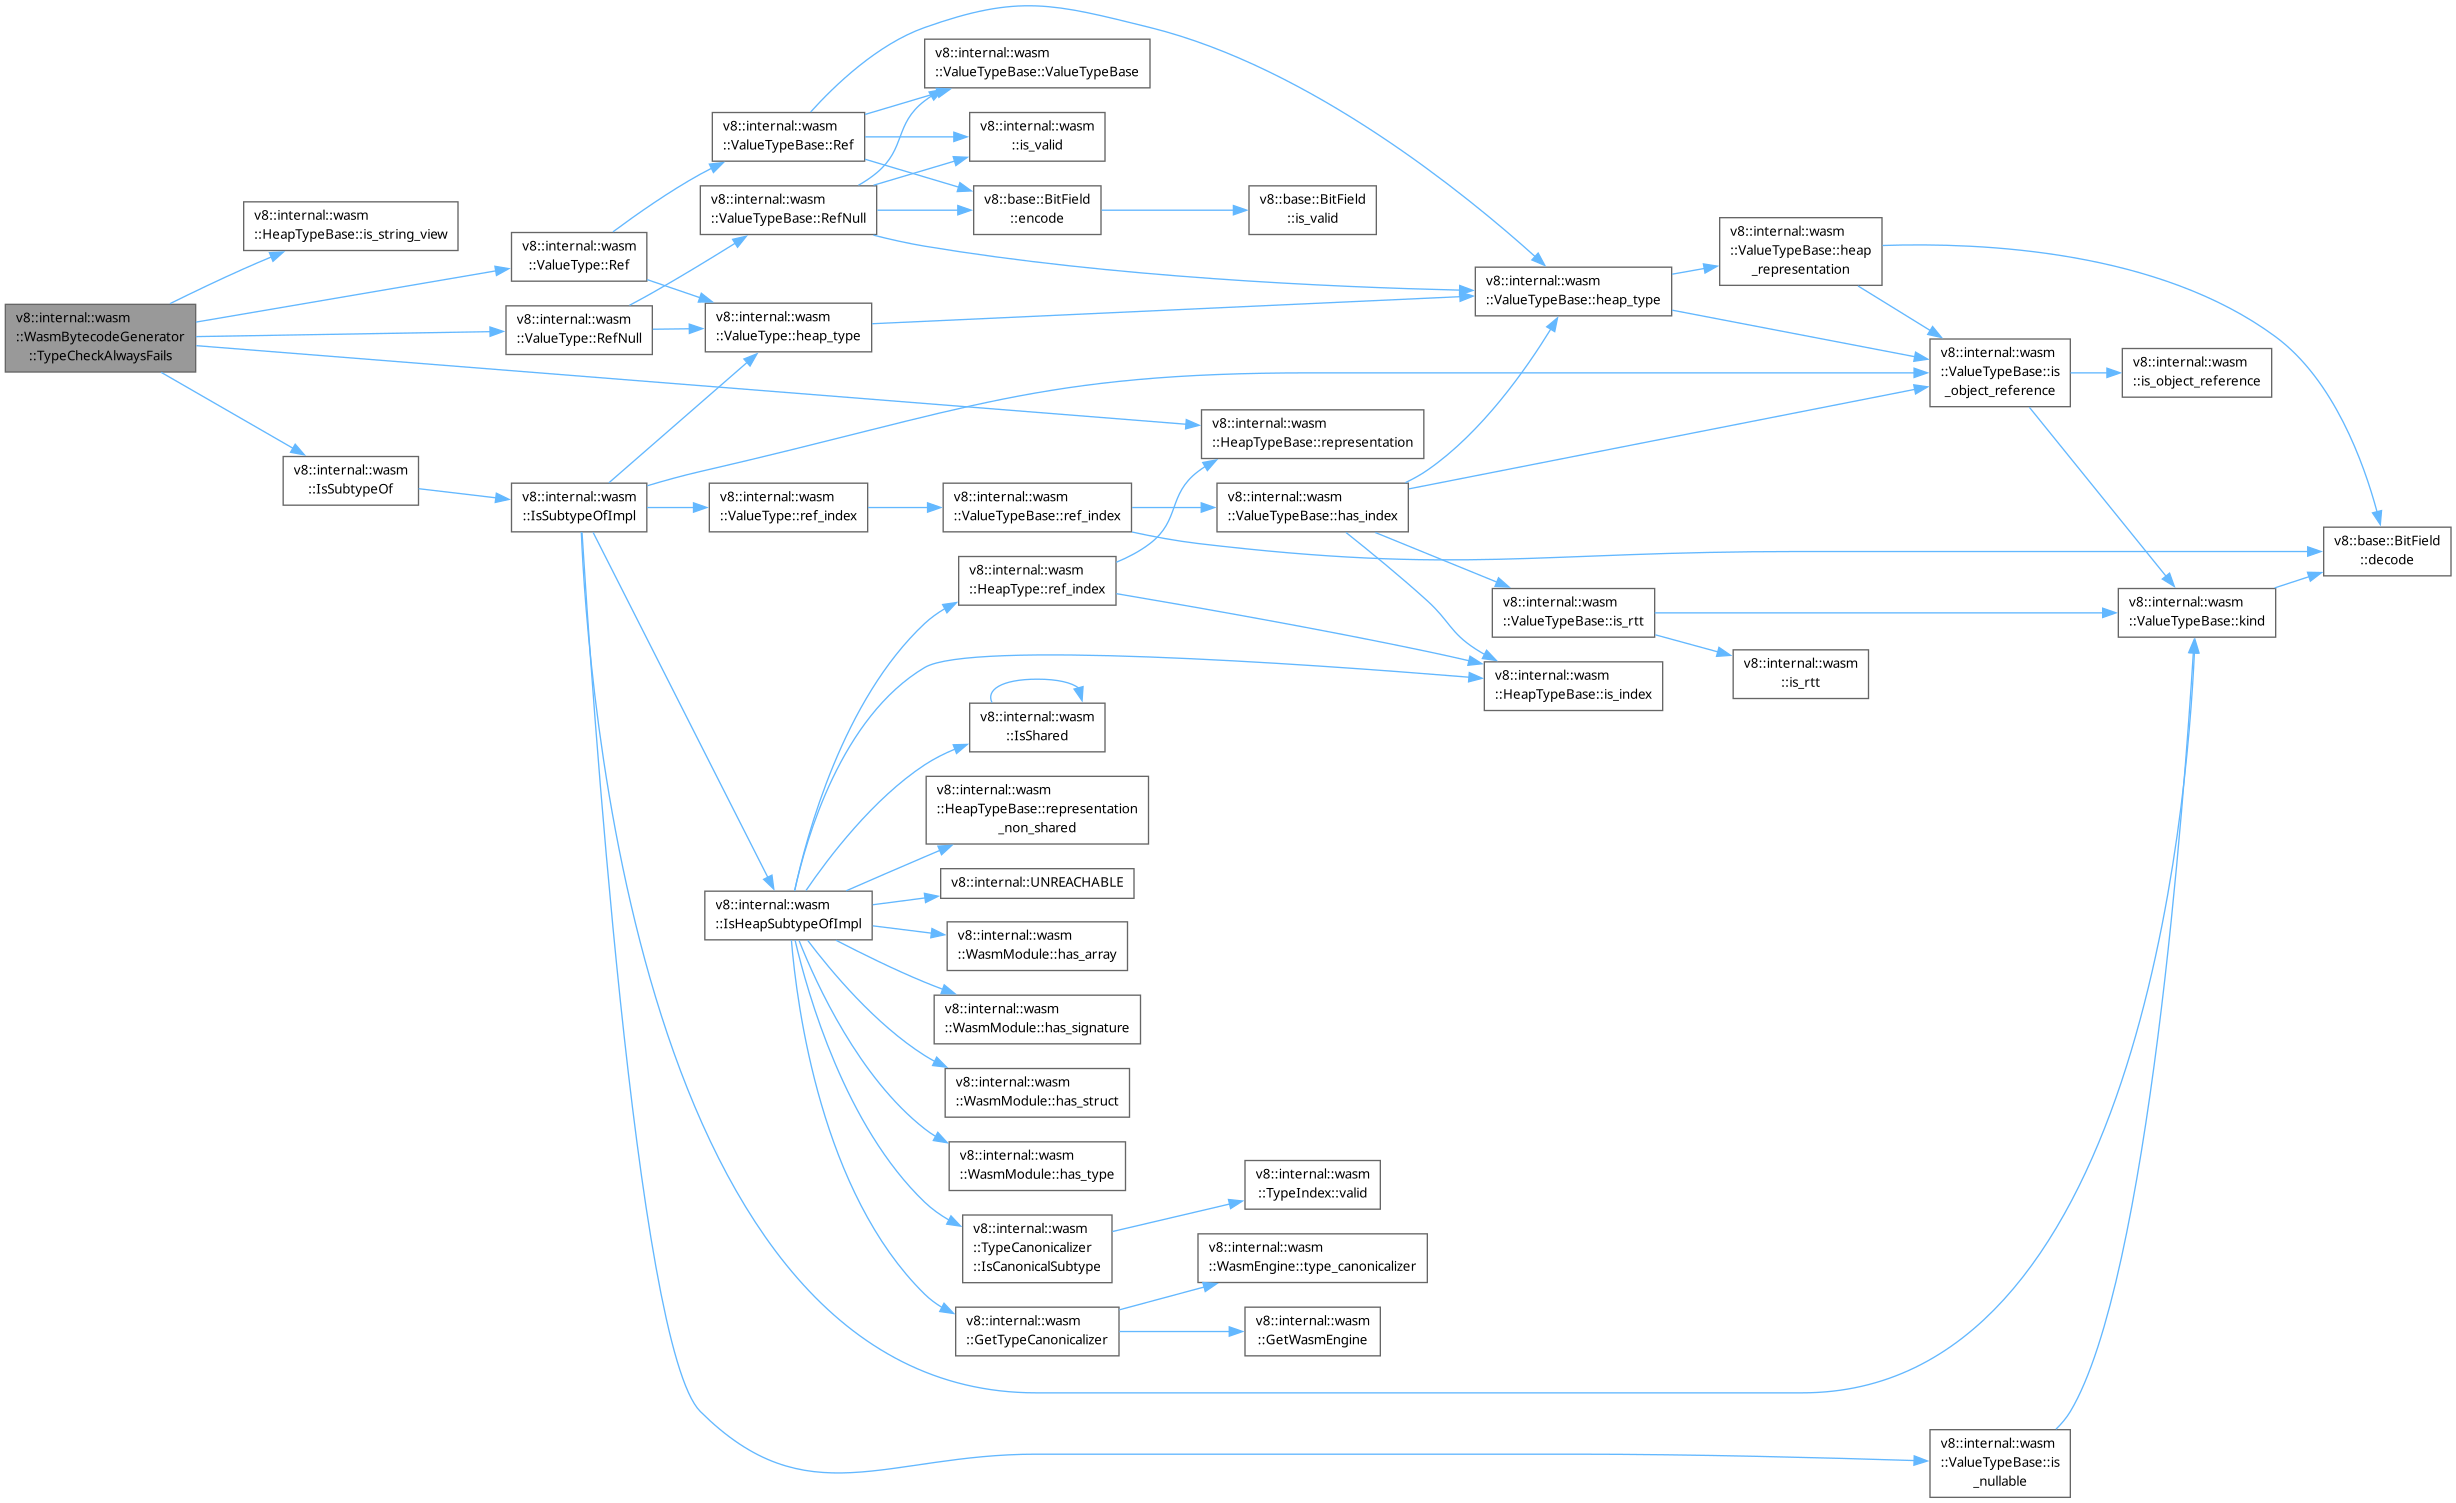 v8::internal::wasm
::WasmBytecodeGenerator
::TypeCheckAlwaysFails
v8::internal::wasm
::HeapTypeBase::is_string_view
v8::internal::wasm
::IsSubtypeOf
v8::internal::wasm
::ValueType::Ref
v8::internal::wasm
::ValueType::RefNull
v8::internal::wasm
::IsSubtypeOfImpl
v8::internal::wasm
::ValueTypeBase::Ref
v8::internal::wasm
::ValueTypeBase::RefNull
v8::internal::wasm
::ValueType::heap_type
v8::internal::wasm
::ValueType::ref_index
v8::internal::wasm
::IsHeapSubtypeOfImpl
v8::internal::wasm
::ValueTypeBase::ValueTypeBase
v8::internal::wasm
::is_valid
v8::base::BitField
::encode
v8::internal::wasm
::ValueTypeBase::ref_index
v8::internal::wasm
::HeapType::ref_index
v8::internal::wasm
::IsShared
v8::internal::wasm
::HeapTypeBase::representation
_non_shared
v8::internal::UNREACHABLE
v8::internal::wasm
::WasmModule::has_array
v8::internal::wasm
::WasmModule::has_signature
v8::internal::wasm
::WasmModule::has_struct
v8::internal::wasm
::WasmModule::has_type
v8::internal::wasm
::TypeCanonicalizer
::IsCanonicalSubtype
v8::internal::wasm
::GetTypeCanonicalizer
v8::base::BitField
::is_valid
v8::internal::wasm
::HeapTypeBase::representation
v8::internal::wasm
::ValueTypeBase::has_index
v8::internal::wasm
::TypeIndex::valid
v8::internal::wasm
::WasmEngine::type_canonicalizer
v8::internal::wasm
::GetWasmEngine
v8::internal::wasm
::ValueTypeBase::heap_type
v8::internal::wasm
::ValueTypeBase::is_rtt
v8::internal::wasm
::HeapTypeBase::is_index
v8::internal::wasm
::ValueTypeBase::heap
_representation
v8::internal::wasm
::is_rtt
v8::internal::wasm
::ValueTypeBase::is
_object_reference
v8::internal::wasm
::ValueTypeBase::is
_nullable
v8::internal::wasm
::is_object_reference
v8::internal::wasm
::ValueTypeBase::kind
v8::base::BitField
::decode